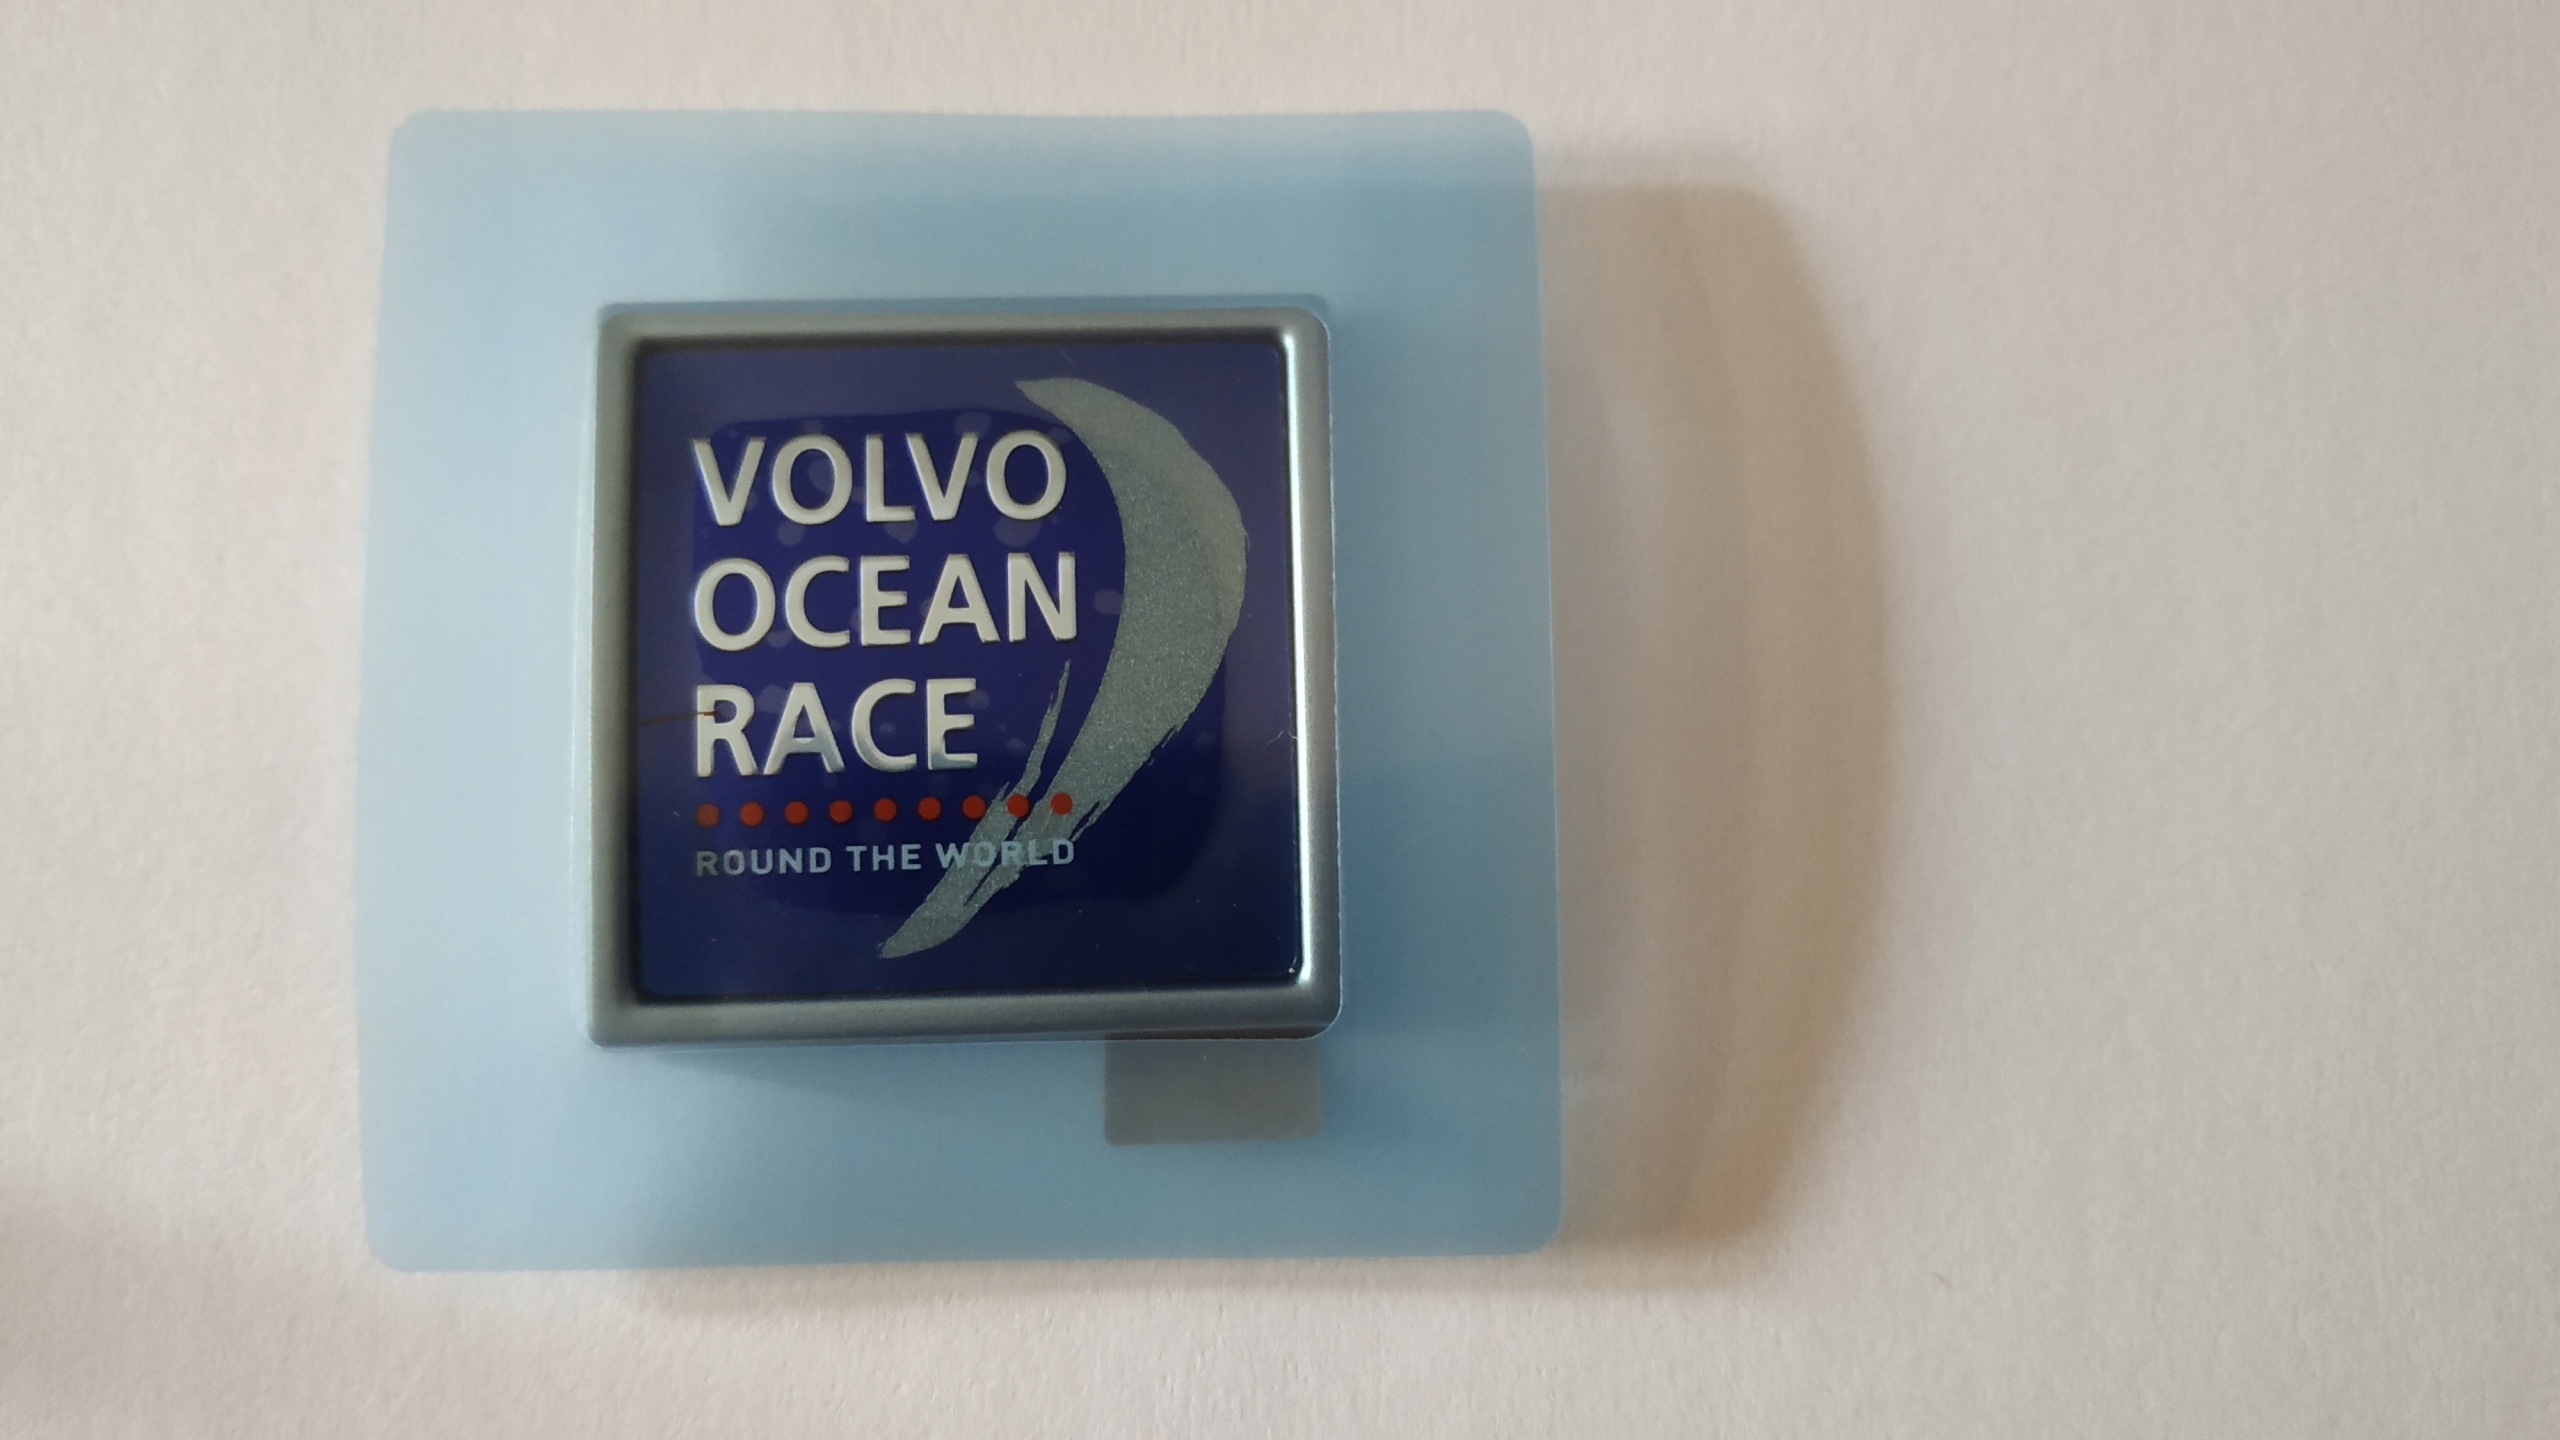 VOLVO
OCEAN
RACE
ROUND THE WORLD